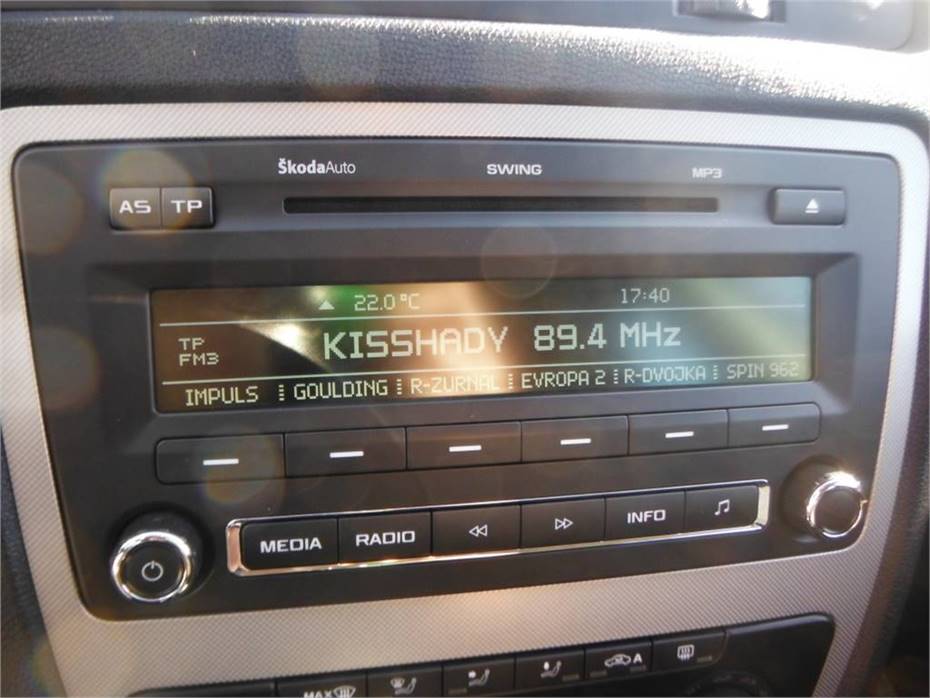 ŠkodaAuto SWING MP3
AS TP
22.0°C 17:40
TP
FM3
KISSHADY 89.4 MHz
IMPULS GOULDING R-ZURNAL EVROPA 2 R-DVOJKA SPIN 962
MEDIA RADIO INFO
MAX A